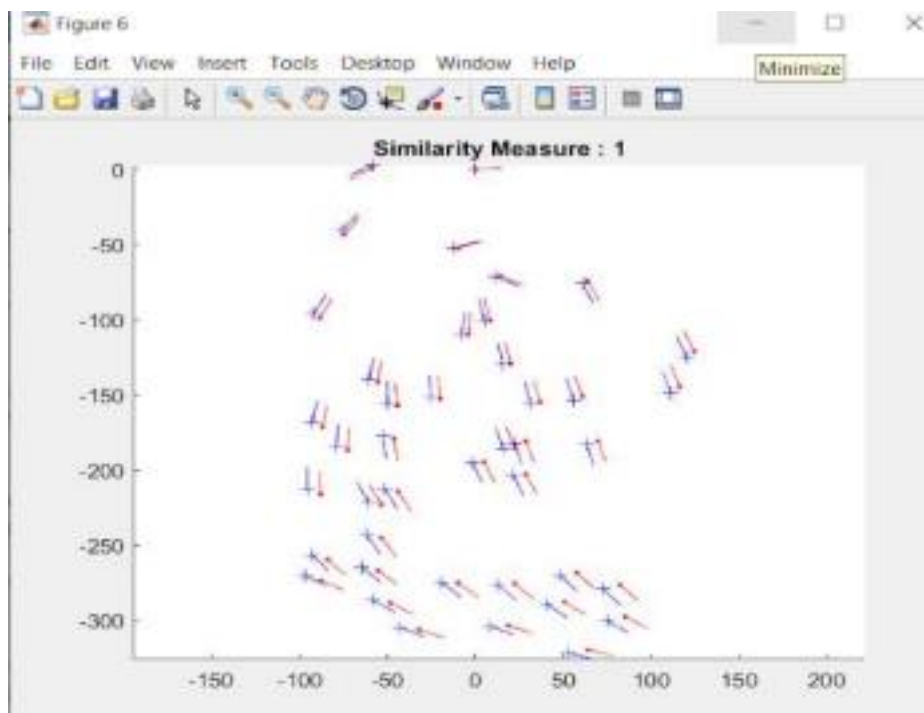 Figure 6
File Edit View Insert Tools Desktop Window Help
Minimize
Similarity Measure : 1
0
-50
-100
-150
-200
-250
-300
-150 -100 -50 0 50 100 150 200